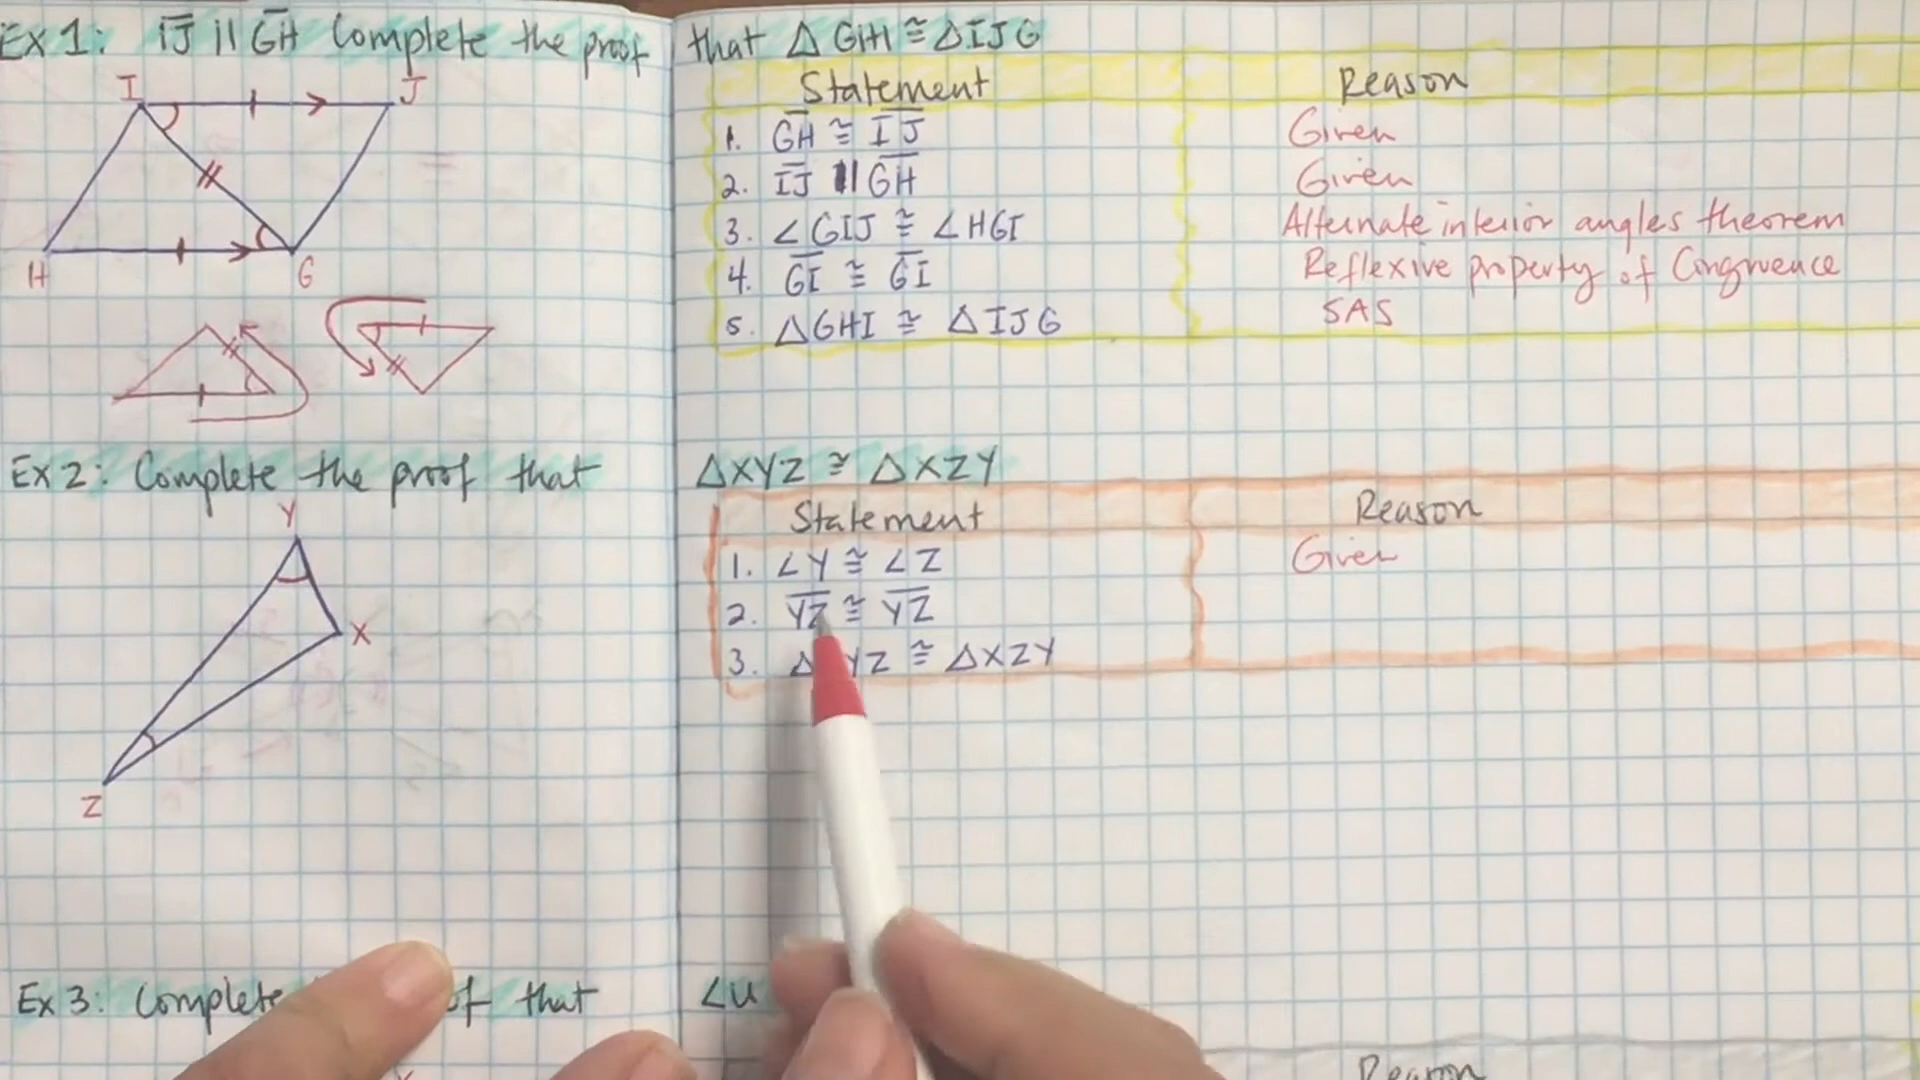 Ex 1: IJ || GH Complete the proof that △GHI ≅ △IJG
I J
H G
Statement Reason
1. GH ≅ IJ Given
2. IJ || GH Given
3. ∠GIJ ≅ ∠HGI Alternate interior angles theorem
4. GI ≅ GI Reflexive property of Congruence
5. △GHI ≅ △IJG SAS
Ex 2: Complete the proof that △XYZ ≅ △XZY
Y
X
Z
Statement Reason
1. ∠Y ≅ ∠Z Given
2. YZ ≅ YZ
3. △ YZ ≅ △XZY
Ex 3: Complete of that ∠U
Reason